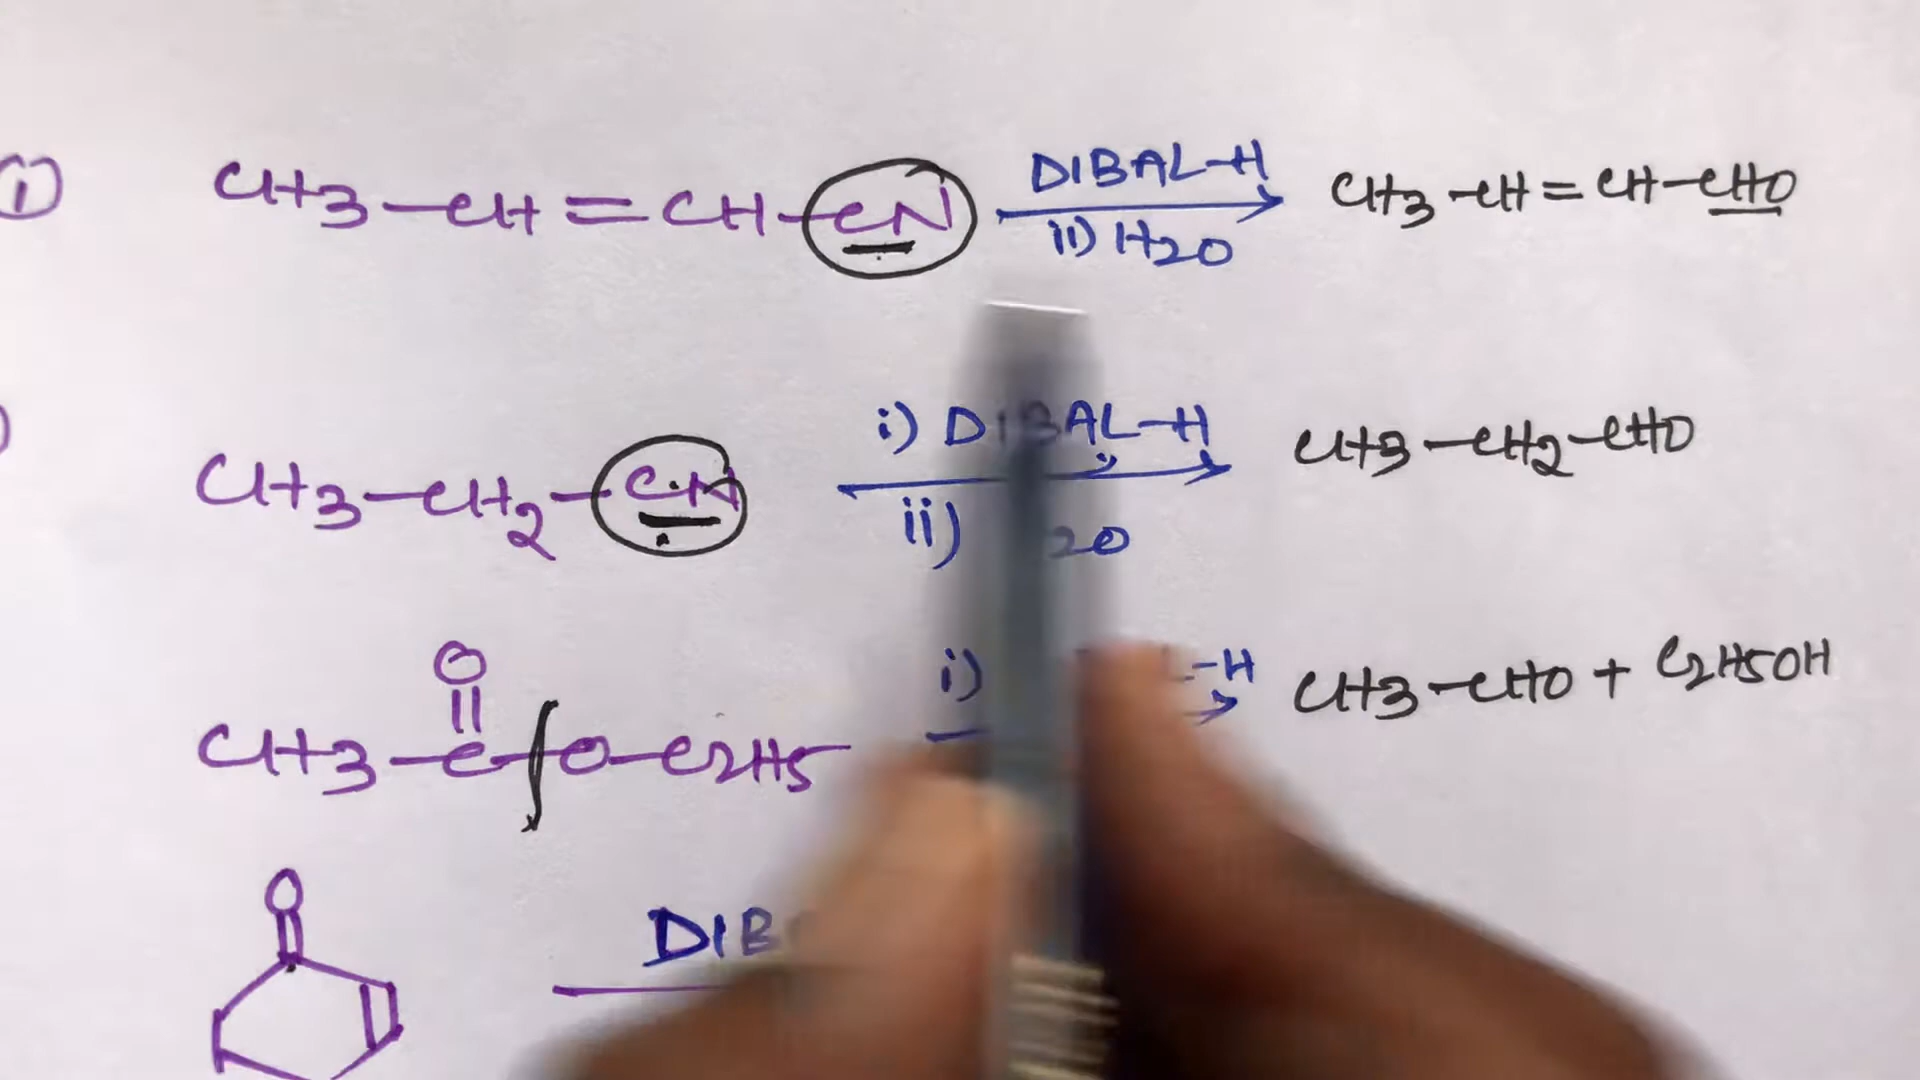 ① CH3-CH=CH-CN DIBAL-H CH3-CH=CH-CHO
ii) H2O
CH3-CH2-CN i) DIBAL-H CH3-CH2-CHO
ii) 20
O
CH3-C-O-C2H5 i) L-H CH3-CHO + C2H5OH
O
DIB